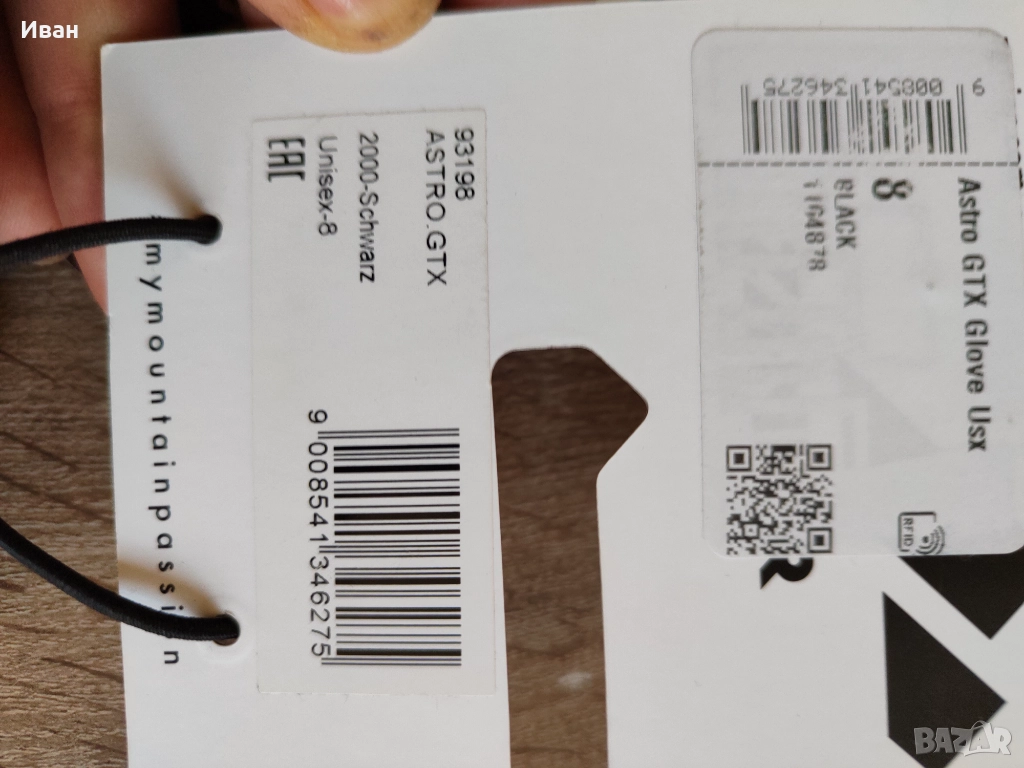 Иван
93198
ASTRO.GTX
2000-Schwarz
Unisex-8
EAC
9 008541 346275
mymountainpassion
9 008541 346275
Astro GTX Glove Usx
8
BLACK
RFID
R
BAZAR